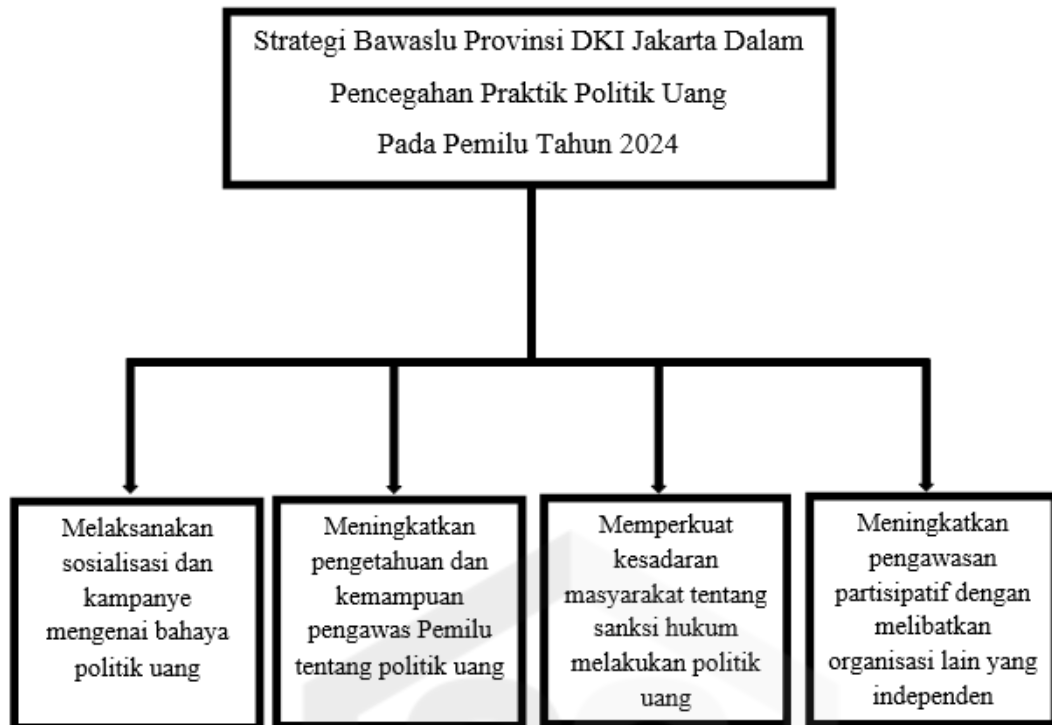 Strategi Bawaslu Provinsi DKI Jakarta Dalam
Pencegahan Praktik Politik Uang
Pada Pemilu Tahun 2024
Melaksanakan
sosialisasi dan
kampanye
mengenai bahaya
politik uang
Meningkatkan
pengetahuan dan
kemampuan
pengawas Pemilu
tentang politik uang
Memperkuat
kesadaran
masyarakat tentang
sanksi hukum
melakukan politik
uang
Meningkatkan
pengawasan
partisipatif dengan
melibatkan
organisasi lain yang
independen